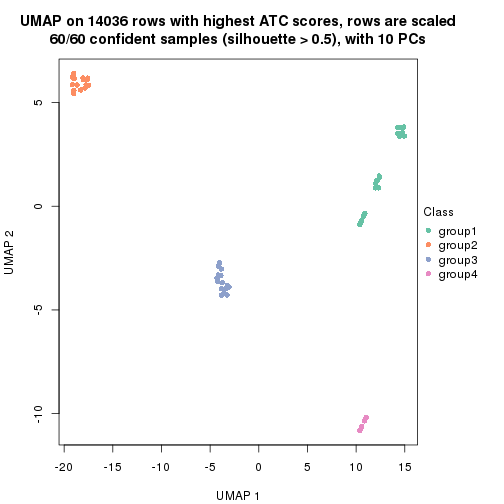 UMAP on 14036 rows with highest ATC scores, rows are scaled
60/60 confident samples (silhouette > 0.5), with 10 PCs
5
0
-5
-10
UMAP 2
-20
-15
-10
-5
0
5
10
15
UMAP 1
Class
group1
group2
group3
group4